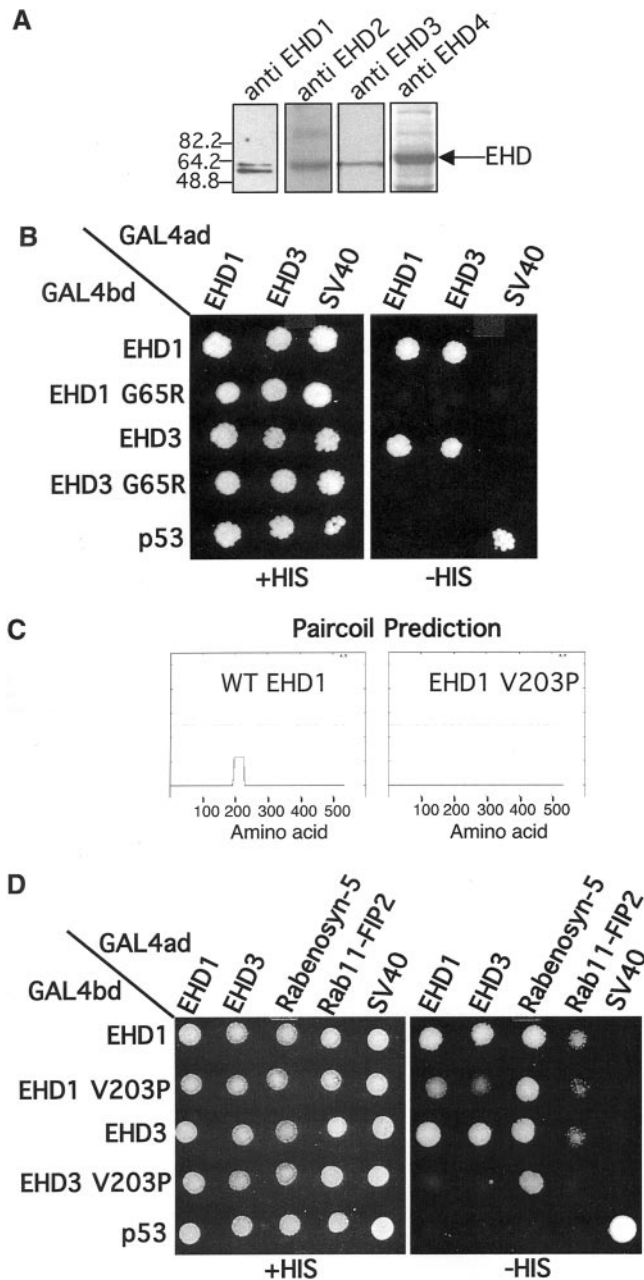 A
anti EHD1
anti EHD2
anti EHD3
anti EHD4
82.2
64.2
48.8
EHD
B
GAL4ad
GAL4bd
EHD1 EHD3 SV40 EHD1 EHD3 SV40
EHD1
EHD1 G65R
EHD3
EHD3 G65R
p53
+HIS -HIS
C
Paircoil Prediction
WT EHD1 EHD1 V203P
100 200 300 400 500 100 200 300 400 500
Amino acid Amino acid
D
GAL4ad
GAL4bd
EHD1 EHD3 Rabenosyn-5 Rab11-FIP2 SV40 EHD1 EHD3 Rabenosyn-5 Rab11-FIP2 SV40
EHD1
EHD1 V203P
EHD3
EHD3 V203P
p53
+HIS -HIS